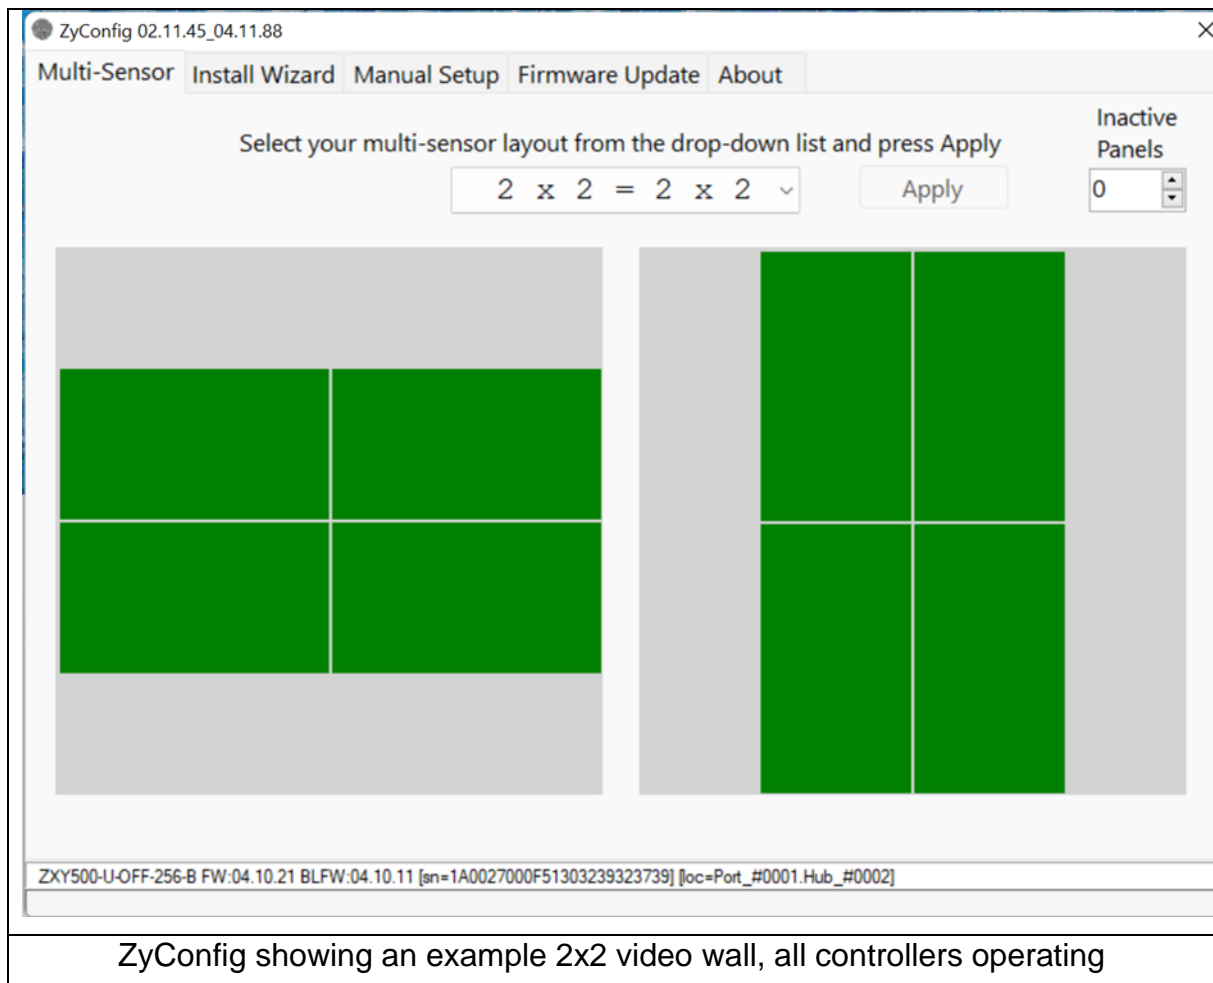 ZyConfig 02.11.45_04.11.88
Multi-Sensor Install Wizard Manual Setup Firmware Update About
Inactive
Panels
Select your multi-sensor layout from the drop-down list and press Apply
2 x 2 = 2 x 2 Apply 0
ZXY500-U-OFF-256-B FW:04.10.21 BLFW:04.10.11 [sn=1A0027000F51303239323739] [loc=Port_#0001.Hub_#0002]
ZyConfig showing an example 2x2 video wall, all controllers operating